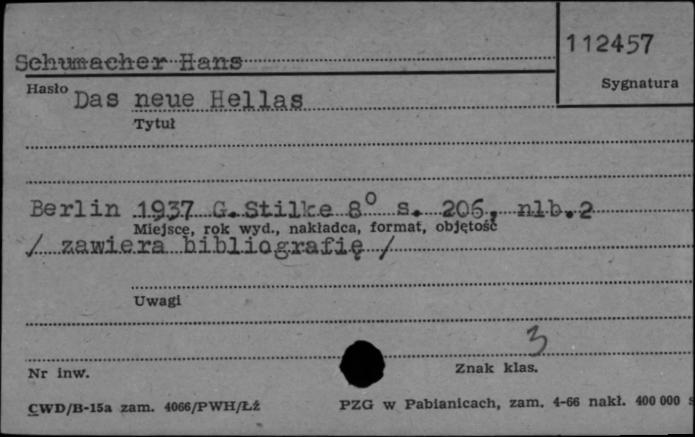 112457
Schumacher Hans
Sygnatura
Hasło
Das neue Hellas
Tytuł
Berlin 1937 G.Stilke 8⁰ s. 206, nlb.2
Miejsce, rok wyd., nakładca, format, objętość
/ zawiera bibliografię /
Uwagi
3
Nr inw.
Znak klas.
CWD/B-15a zam. 4066/PWH/Łź
PZG w Pabianicach, zam. 4-66 nakł. 400 000 s